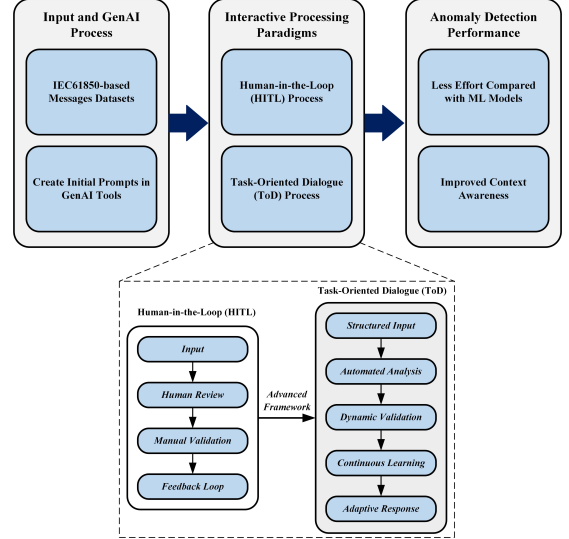 Input and GenAI
Process
IEC61850-based
Messages Datasets
Create Initial Prompts in
GenAI Tools
Interactive Processing
Paradigms
Human-in-the-Loop
(HITL) Process
Task-Oriented Dialogue
(ToD) Process
Anomaly Detection
Performance
Less Effort Compared
with ML Models
Improved Context
Awareness
Human-in-the-Loop (HITL)
Input
Human Review
Manual Validation
Feedback Loop
Advanced
Framework
Task-Oriented Dialogue (ToD)
Structured Input
Automated Analysis
Dynamic Validation
Continuous Learning
Adaptive Response